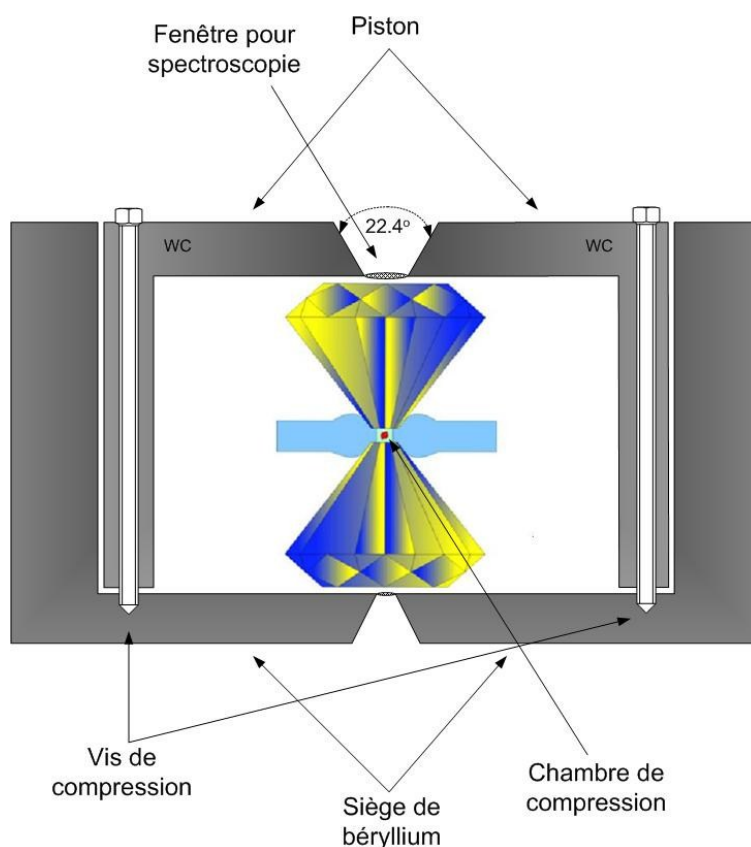 Fenêtre pour
spectroscopie
Piston
22.4°
WC
WC
Vis de
compression
Siège de
béryllium
Chambre de
compression